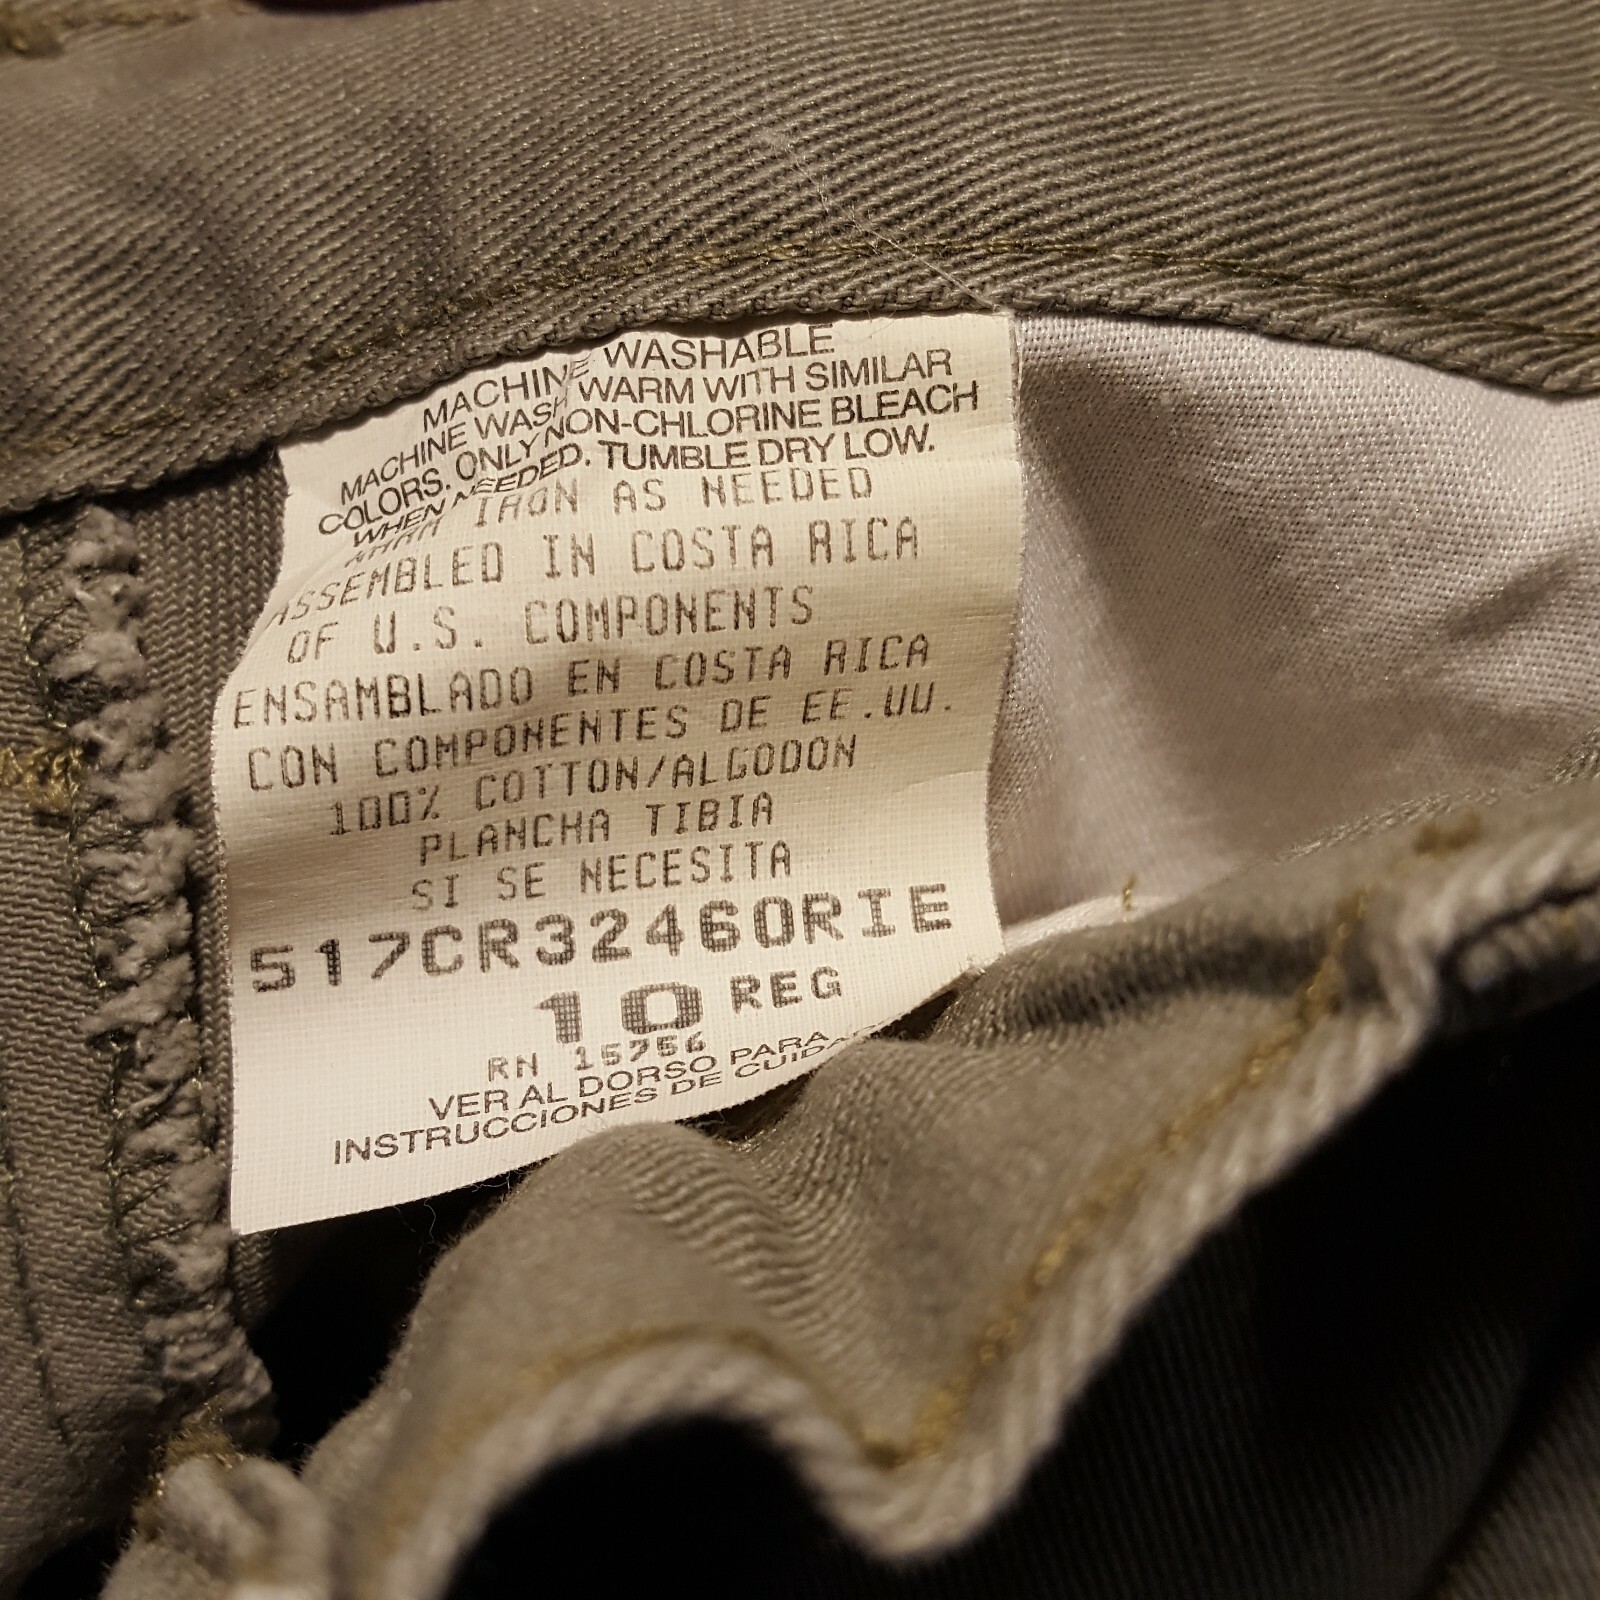 MACHINE WASHABLE
MACHINE WASH WARM WITH SIMILAR
COLORS. ONLY NON-CHLORINE BLEACH
WHEN NEEDED. TUMBLE DRY LOW.
IRON AS NEEDED
ASSEMBLED IN COSTA RICA
OF U.S. COMPONENTS
ENSAMBLADO EN COSTA RICA
CON COMPONENTES DE EE.UU.
100% COTTON/ALGODON
PLANCHA TIBIA
SI SE NECESITA
517CR32460RIE
10 REG
RN 15756
VER AL DORSO PARA
INSTRUCCIONES DE